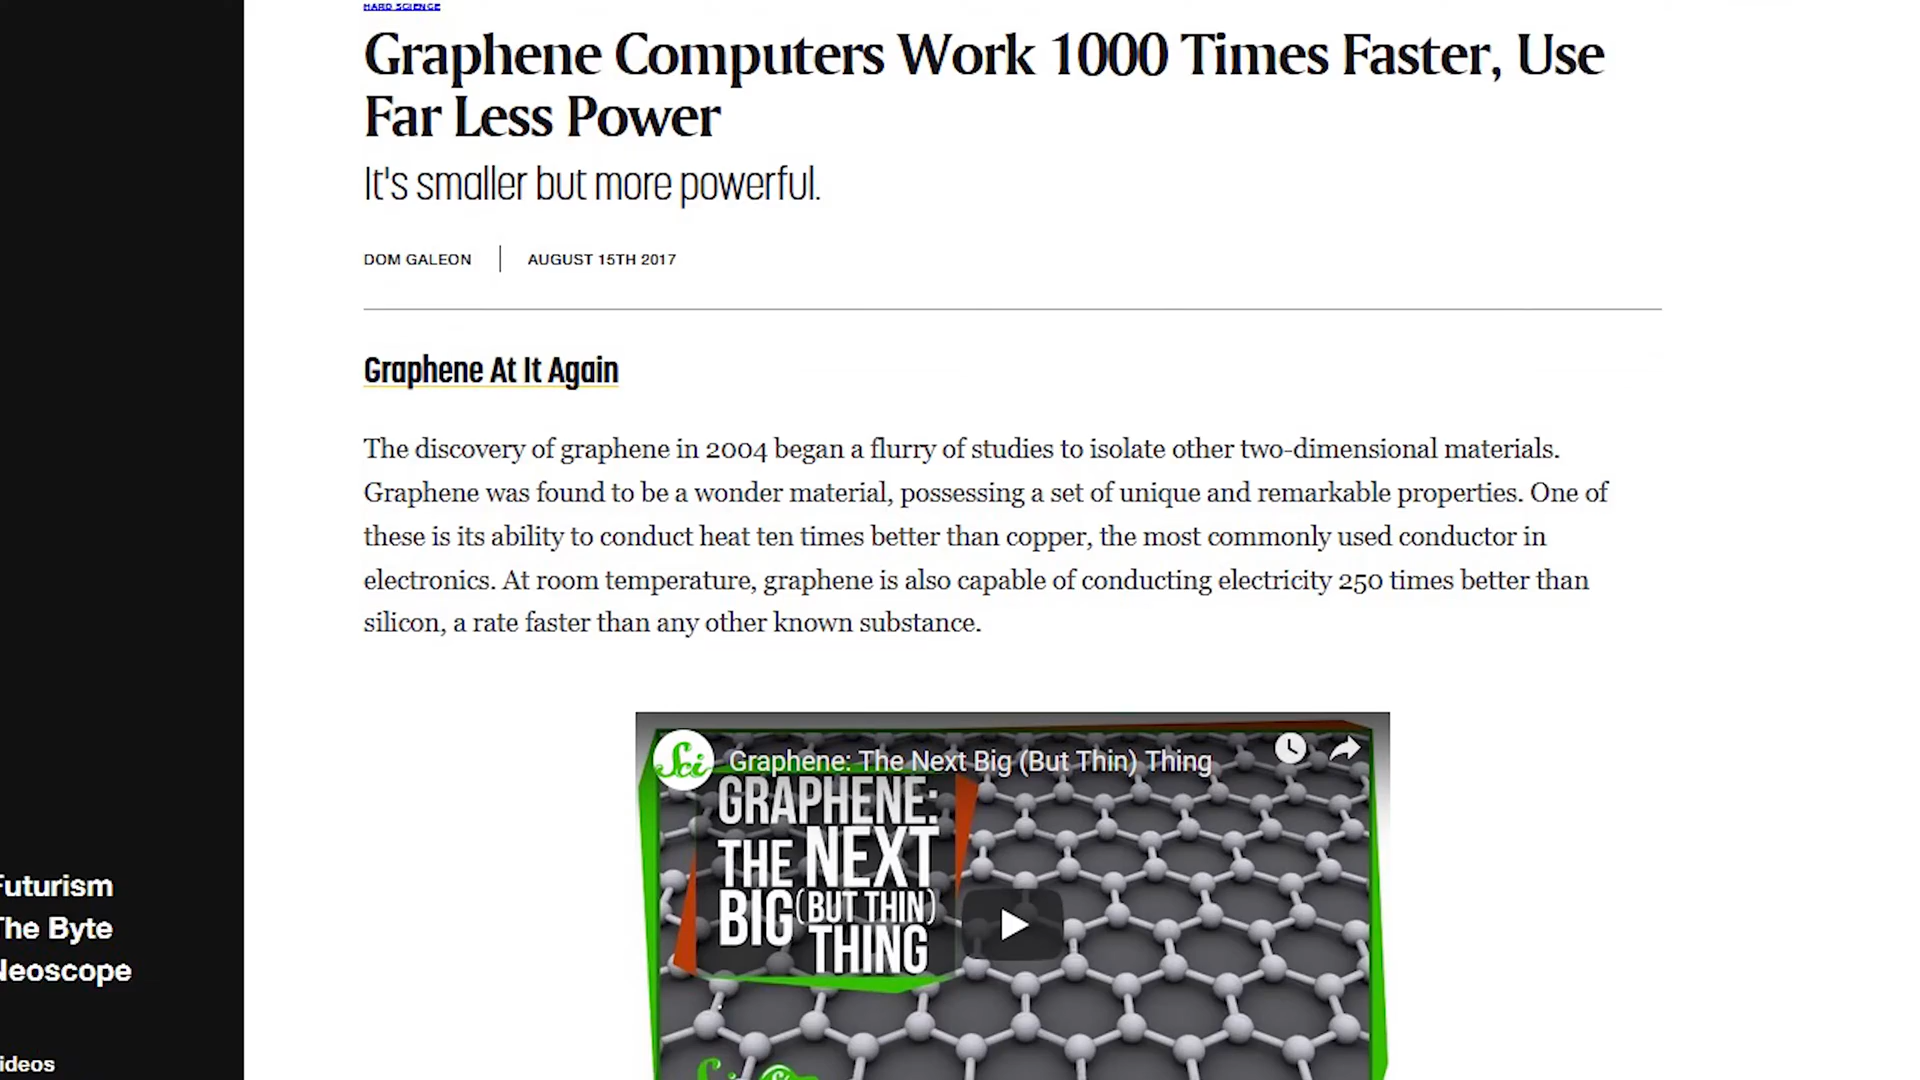 HARD SCIENCE
Graphene Computers Work 1000 Times Faster, Use
Far Less Power
It's smaller but more powerful.
DOM GALEON
AUGUST 15TH 2017
Graphene At It Again
The discovery of graphene in 2004 began a flurry of studies to isolate other two-dimensional materials.
Graphene was found to be a wonder material, possessing a set of unique and remarkable properties. One of
these is its ability to conduct heat ten times better than copper, the most commonly used conductor in
electronics. At room temperature, graphene is also capable of conducting electricity 250 times better than
silicon, a rate faster than any other known substance.
Sci
Graphene: The Next Big (But Thin) Thing
GRAPHENE:
THE NEXT
BIG (BUT THIN)
THING
Futurism
The Byte
Neoscope
ideos